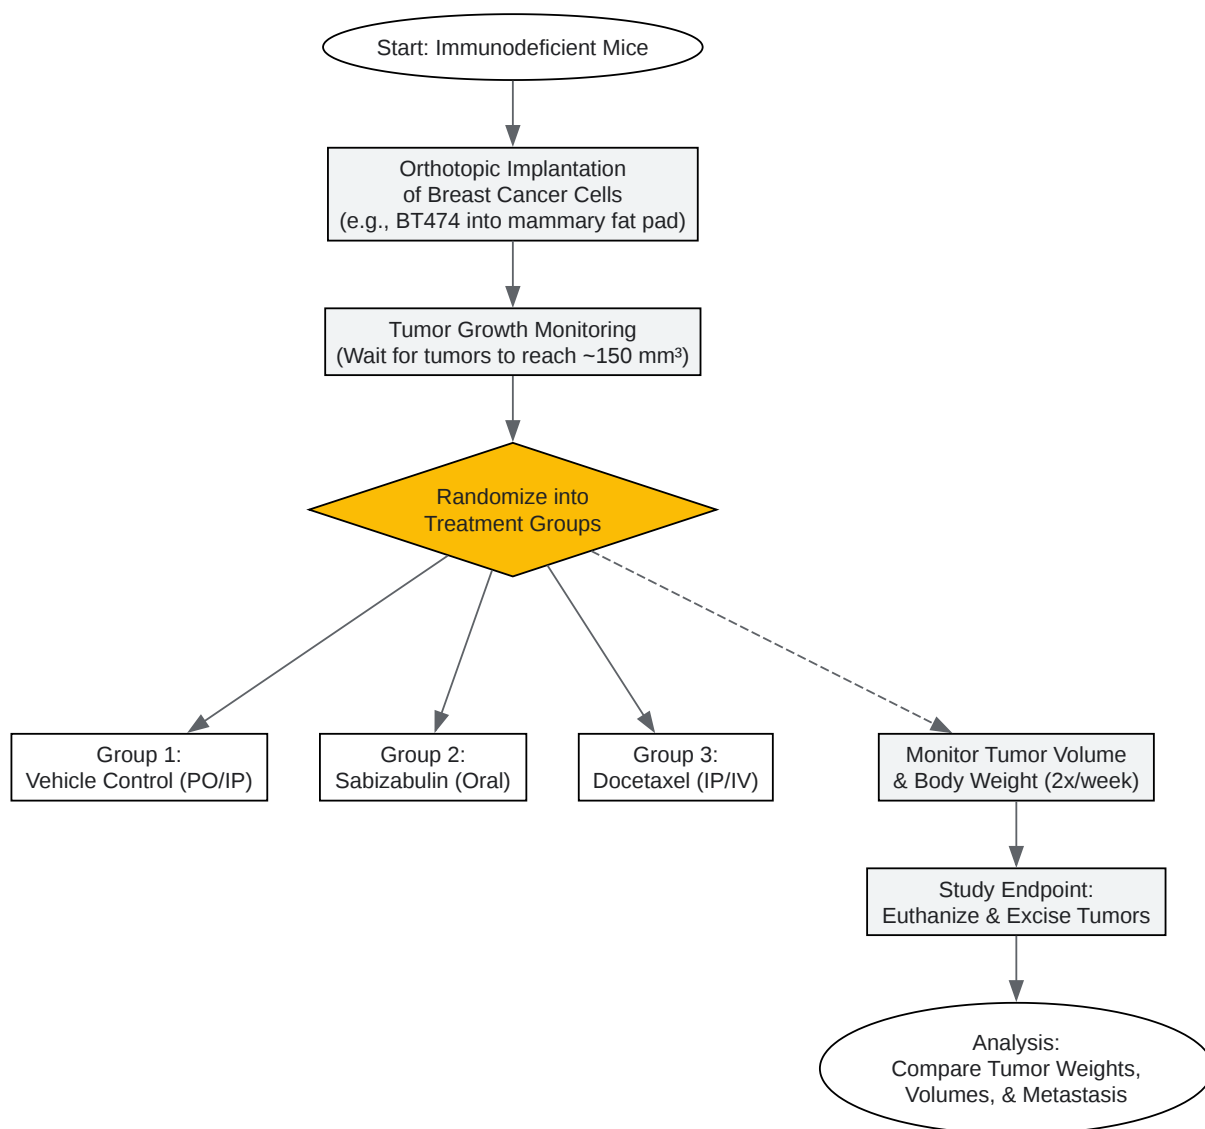 Start: Immunodeficient Mice
Orthotopic Implantation
of Breast Cancer Cells
(e.g., BT474 into mammary fat pad)
Tumor Growth Monitoring
(Wait for tumors to reach ~150 mm³)
Randomize into
Treatment Groups
Group 1:
Vehicle Control (PO/IP)
Group 2:
Sabizabulin (Oral)
Group 3:
Docetaxel (IP/IV)
Monitor Tumor Volume
& Body Weight (2x/week)
Study Endpoint:
Euthanize & Excise Tumors
Analysis:
Compare Tumor Weights,
Volumes, & Metastasis